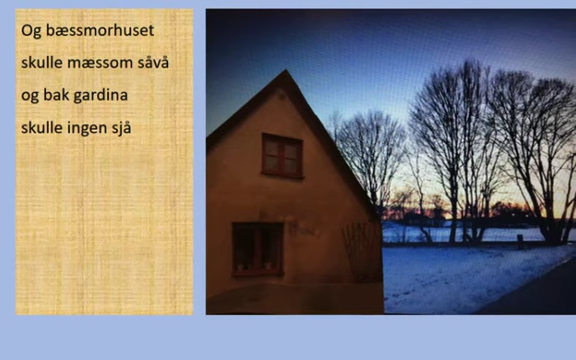 Og bæssmorhuset
skulle mæssom såvå
og bak gardina
skulle ingen sjå